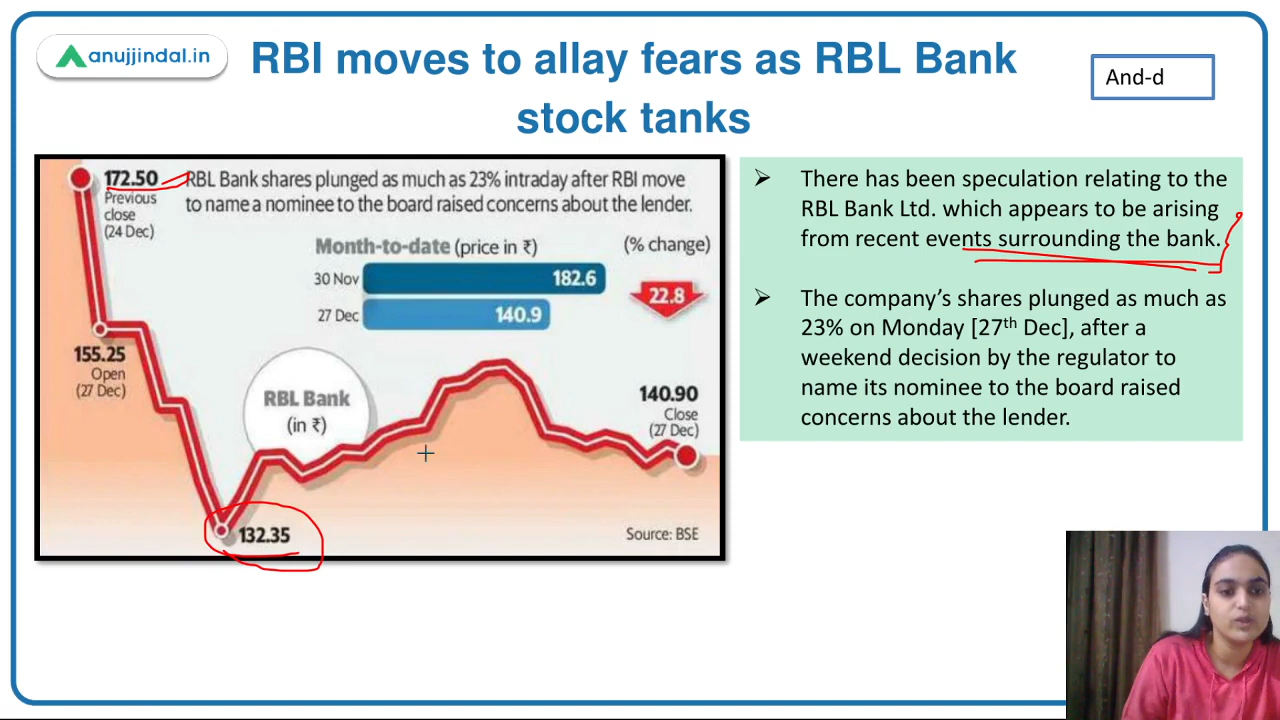 anujjindal.in
RBI moves to allay fears as RBL Bank
stock tanks
And-d
172.50
Previous
close
(24 Dec)
RBL Bank shares plunged as much as 23% intraday after RBI move
to name a nominee to the board raised concerns about the lender.
Month-to-date (price in ₹)
(% change)
30 Nov
182.6
27 Dec
140.9
22.8
155.25
Open
(27 Dec)
RBL Bank
(in ₹)
140.90
Close
(27 Dec)
132.35
Source: BSE
➢ There has been speculation relating to the
RBL Bank Ltd. which appears to be arising
from recent events surrounding the bank.
➢ The company’s shares plunged as much as
23% on Monday [27th Dec], after a
weekend decision by the regulator to
name its nominee to the board raised
concerns about the lender.